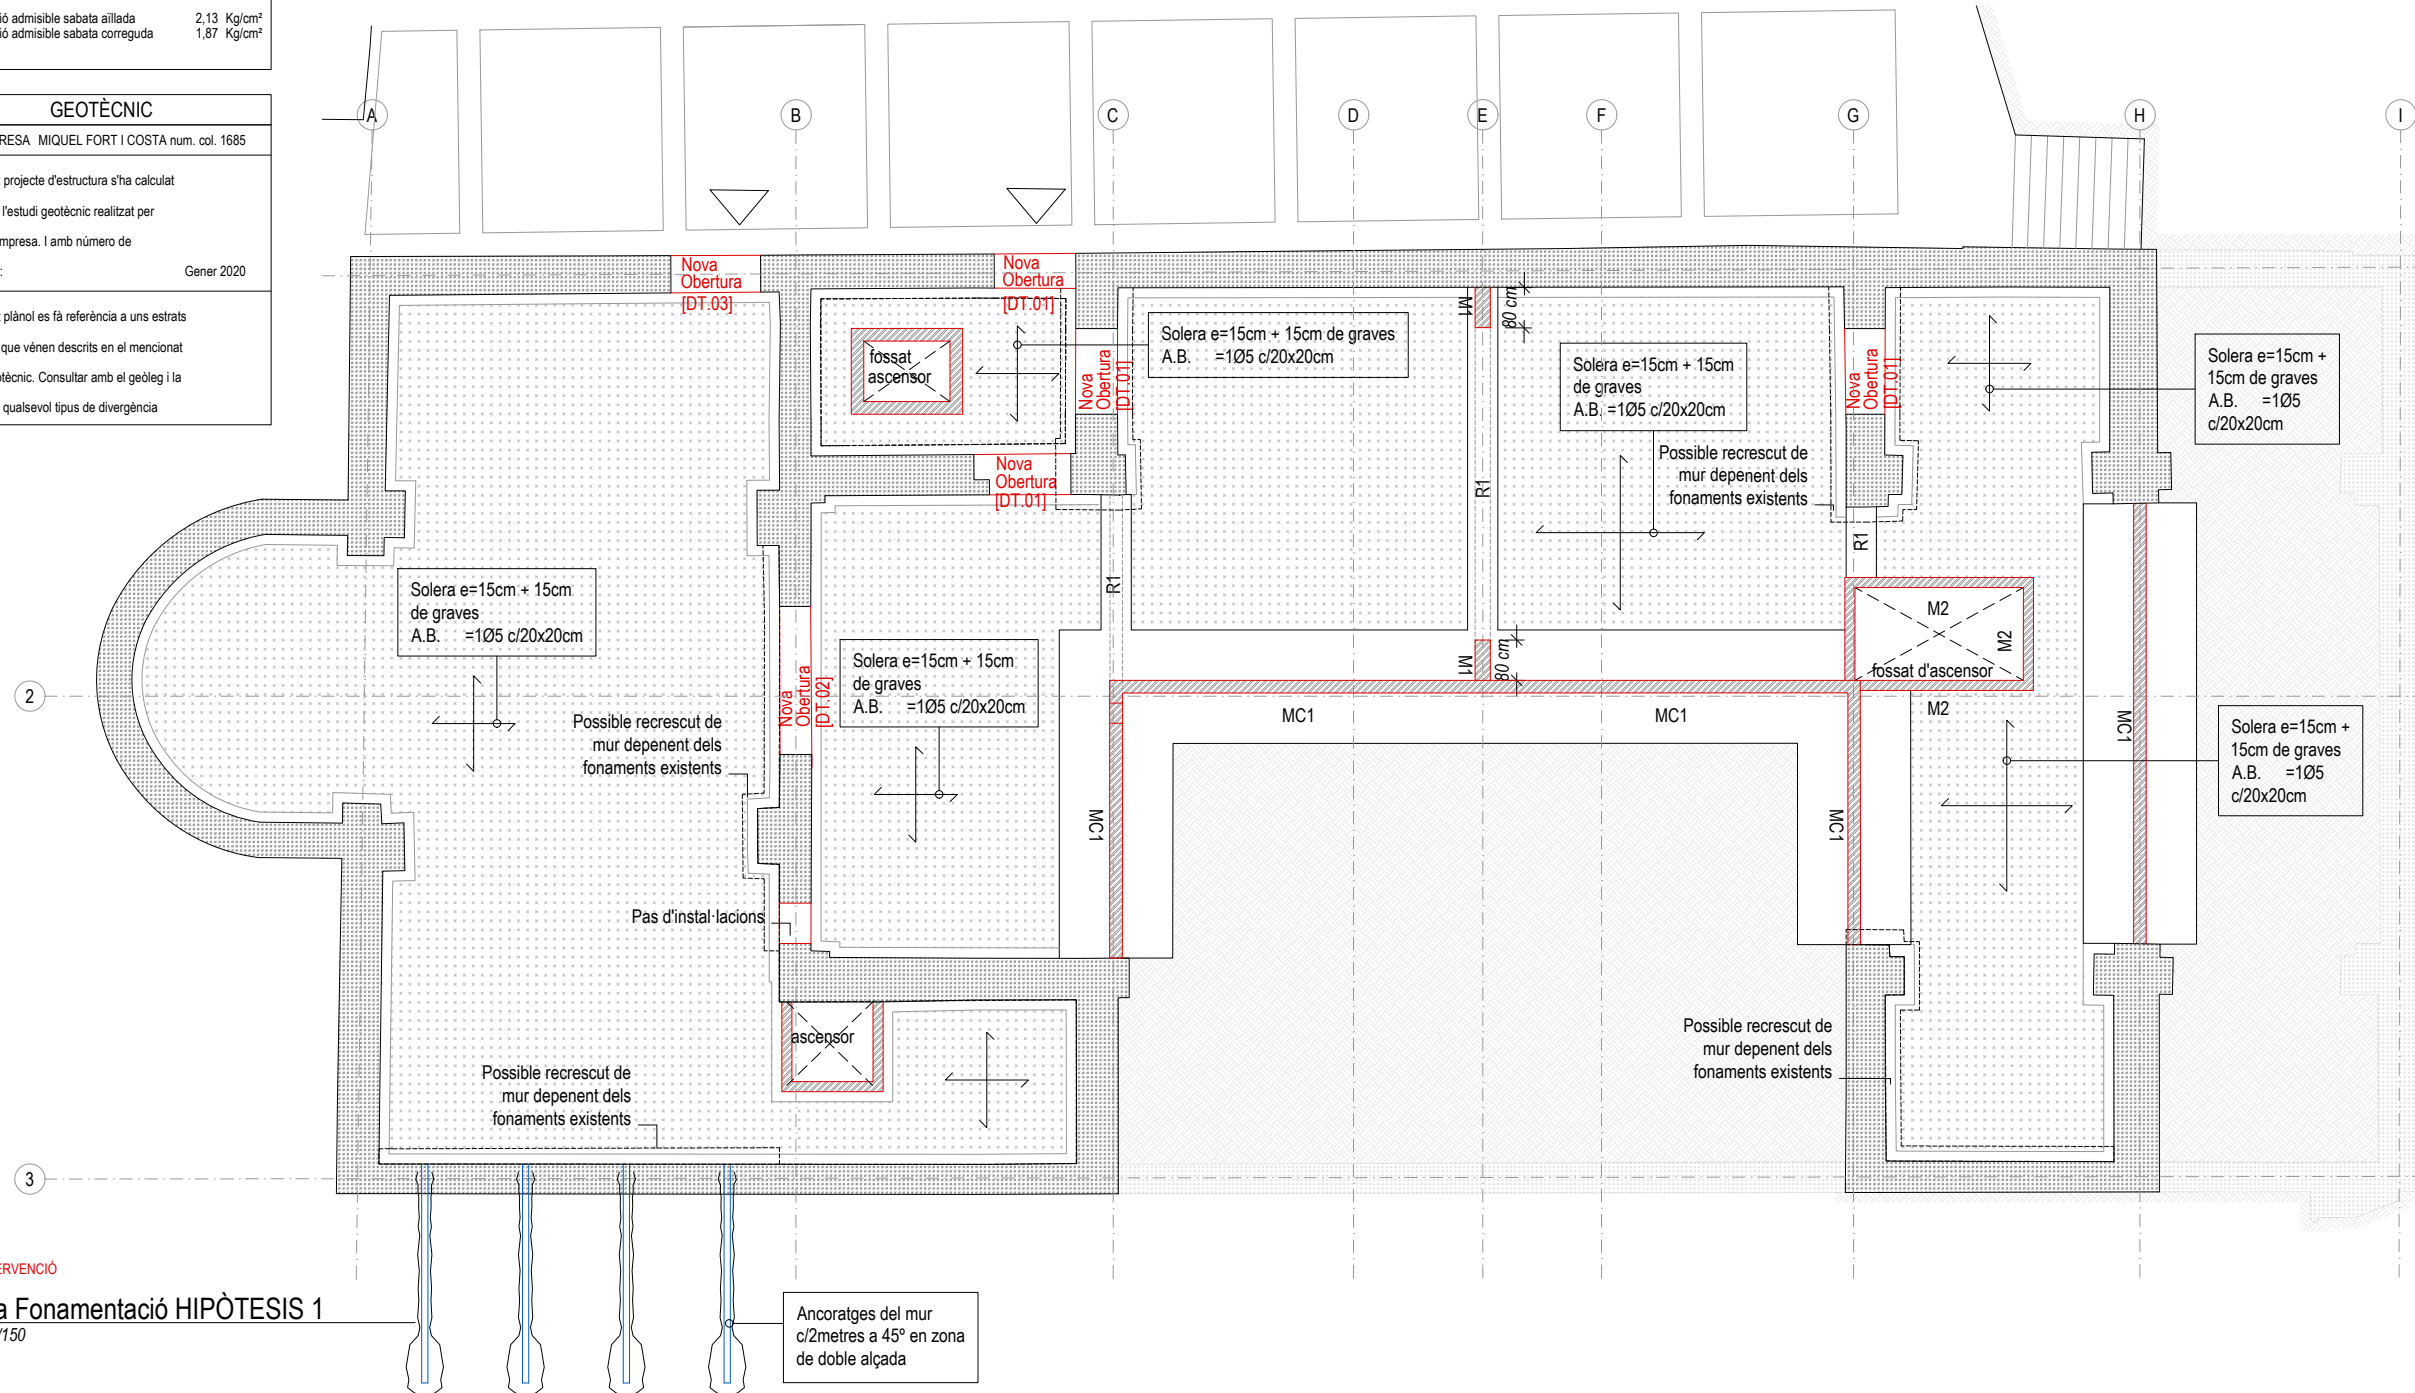 ió admisible sabata aïllada 2,13 Kg/cm²
ió admisible sabata correguda 1,87 Kg/cm²
GEOTÈCNIC
RESA MIQUEL FORT I COSTA num. col. 1685
projecte d'estructura s'ha calculat
l'estudi geotècnic realitzat per
mpresa. I amb número de
: Gener 2020
plànol es fà referència a uns estrats
que vénen descrits en el mencionat
otècnic. Consultar amb el geòleg i la
qualsevol tipus de divergència
A
B
C
D
E
F
G
H
I
Nova
Obertura
[DT.03]
Nova
Obertura
[DT.01]
fossat
ascensor
Solera e=15cm + 15cm de graves
A.B. =1Ø5 c/20x20cm
Nova
Obertura
[DT.01]
M1
80 cm
Solera e=15cm + 15cm
de graves
A.B. =1Ø5 c/20x20cm
Nova
Obertura
[DT.01]
Solera e=15cm +
15cm de graves
A.B. =1Ø5
c/20x20cm
Nova
Obertura
[DT.01]
Possible recrescut de
mur depenent dels
fonaments existents
R1
R1
R1
Solera e=15cm + 15cm
de graves
A.B. =1Ø5 c/20x20cm
Solera e=15cm + 15cm
de graves
A.B. =1Ø5 c/20x20cm
Nova
Obertura
[DT.02]
M1
80 cm
M2
M2
fossat d'ascensor
M2
2
Possible recrescut de
mur depenent dels
fonaments existents
MC1
MC1
MC1
MC1
MC1
Solera e=15cm +
15cm de graves
A.B. =1Ø5
c/20x20cm
Pas d'instal·lacions
ascensor
Possible recrescut de
mur depenent dels
fonaments existents
Possible recrescut de
mur depenent dels
fonaments existents
3
ERVENCIÓ
a Fonamentació HIPÒTESIS 1
/150
Ancoratges del mur
c/2metres a 45º en zona
de doble alçada